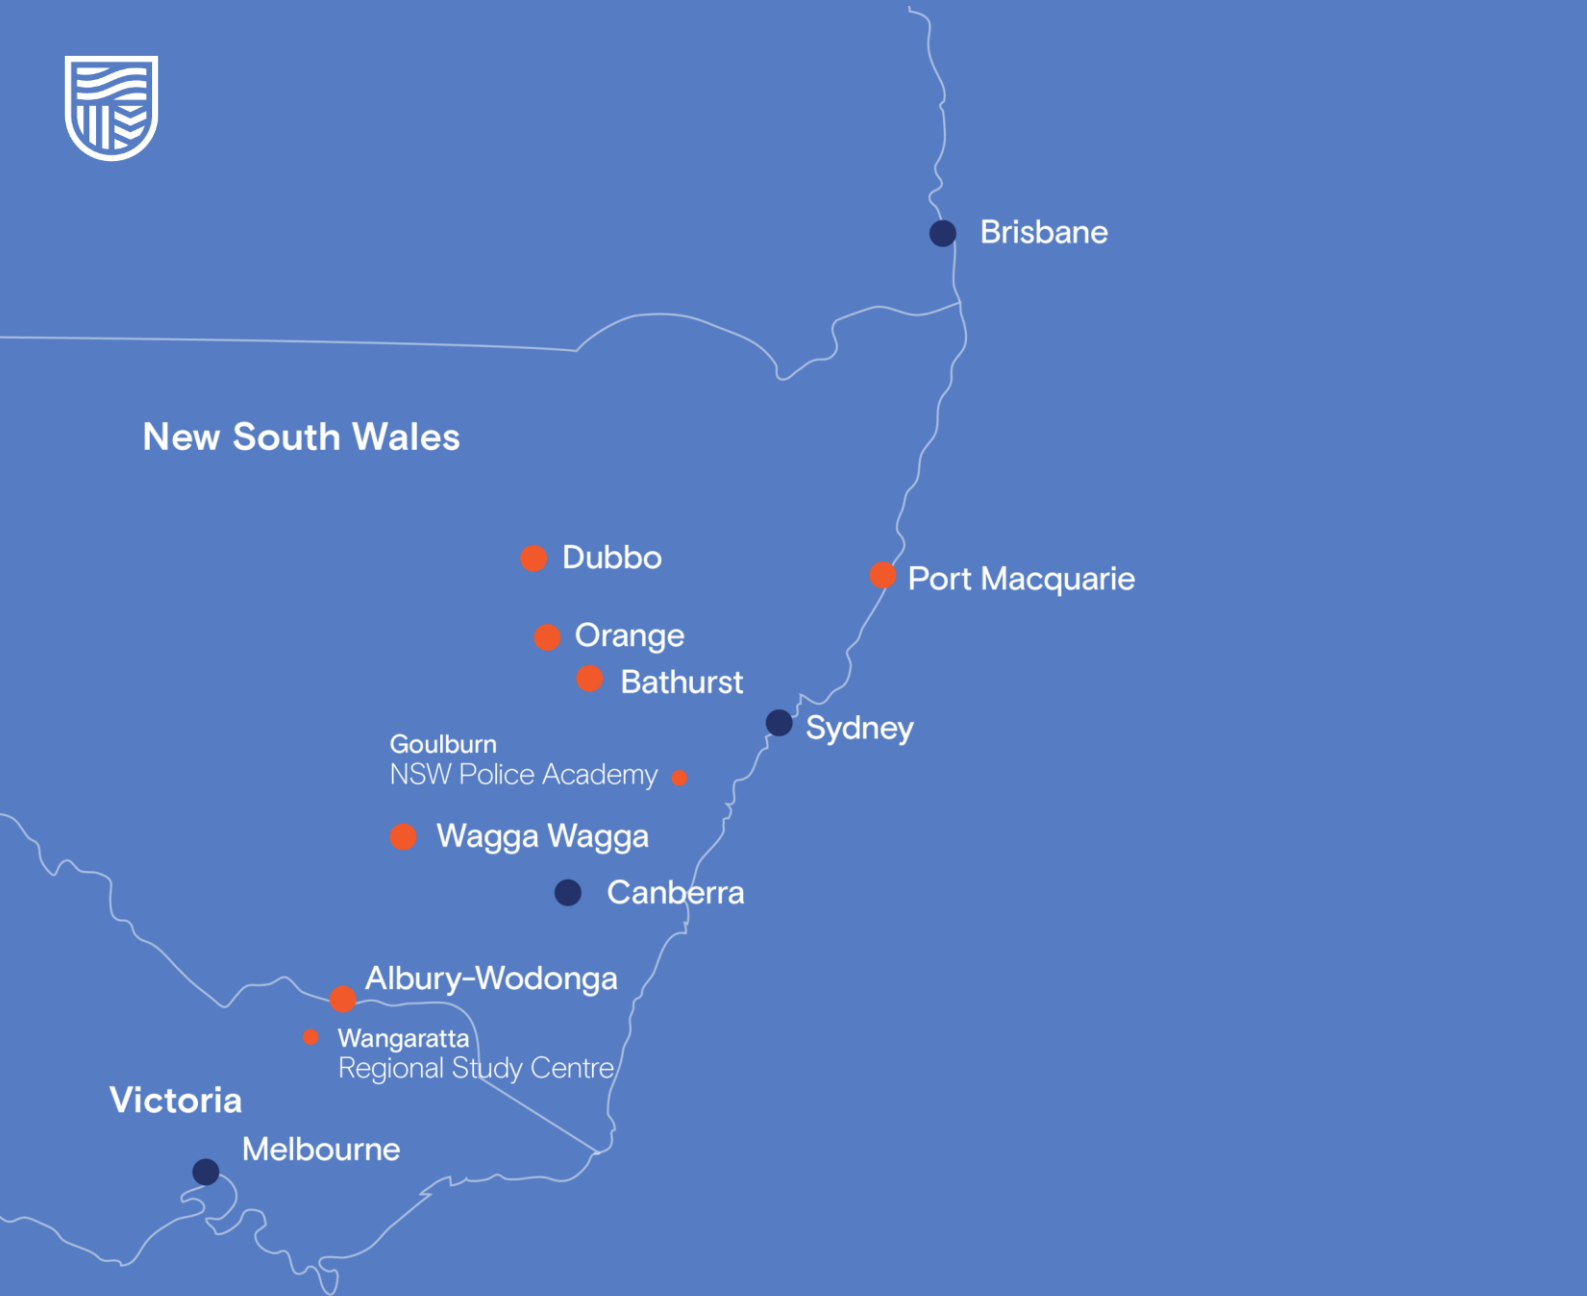 Brisbane
New South Wales
Dubbo
Port Macquarie
Orange
Bathurst
Sydney
Goulburn
NSW Police Academy
Wagga Wagga
Canberra
Albury-Wodonga
Wangaratta
Regional Study Centre
Victoria
Melbourne